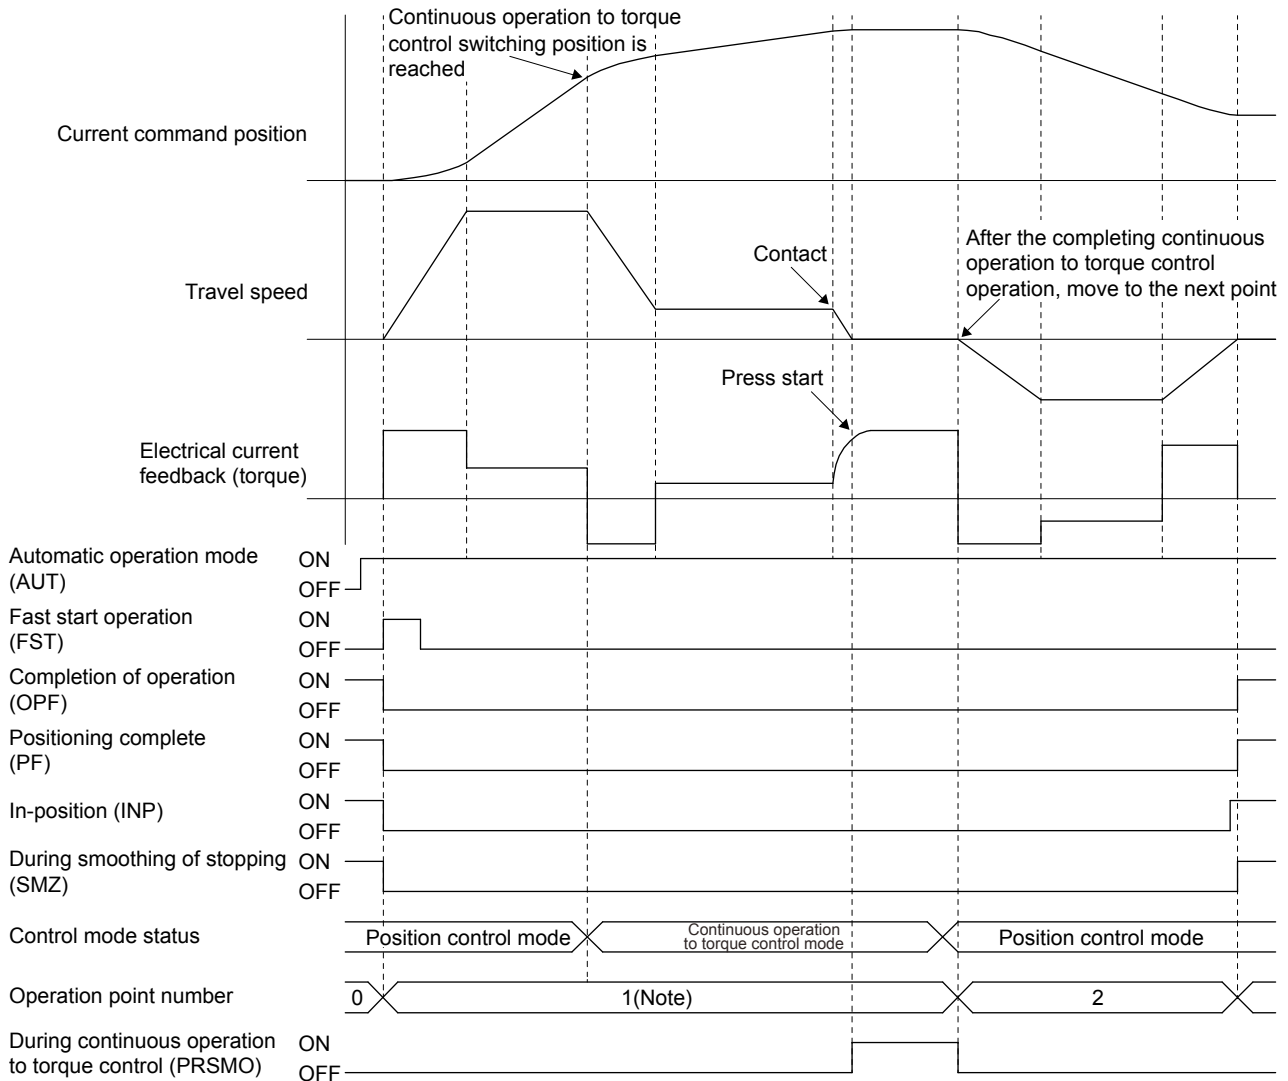 Continuous operation to torque
control switching position is
reached
Current command position
Travel speed
Contact
After the completing continuous
operation to torque control
operation, move to the next point
Press start
Electrical current
feedback (torque)
Automatic operation mode
(AUT)
ON
OFF
Fast start operation
(FST)
ON
OFF
Completion of operation
(OPF)
ON
OFF
Positioning complete
(PF)
ON
OFF
In-position (INP)
ON
OFF
During smoothing of stopping
(SMZ)
ON
OFF
Control mode status
Position control mode
Continuous operation
to torque control mode
Position control mode
Operation point number
0
1(Note)
2
During continuous operation
to torque control (PRSMO)
ON
OFF